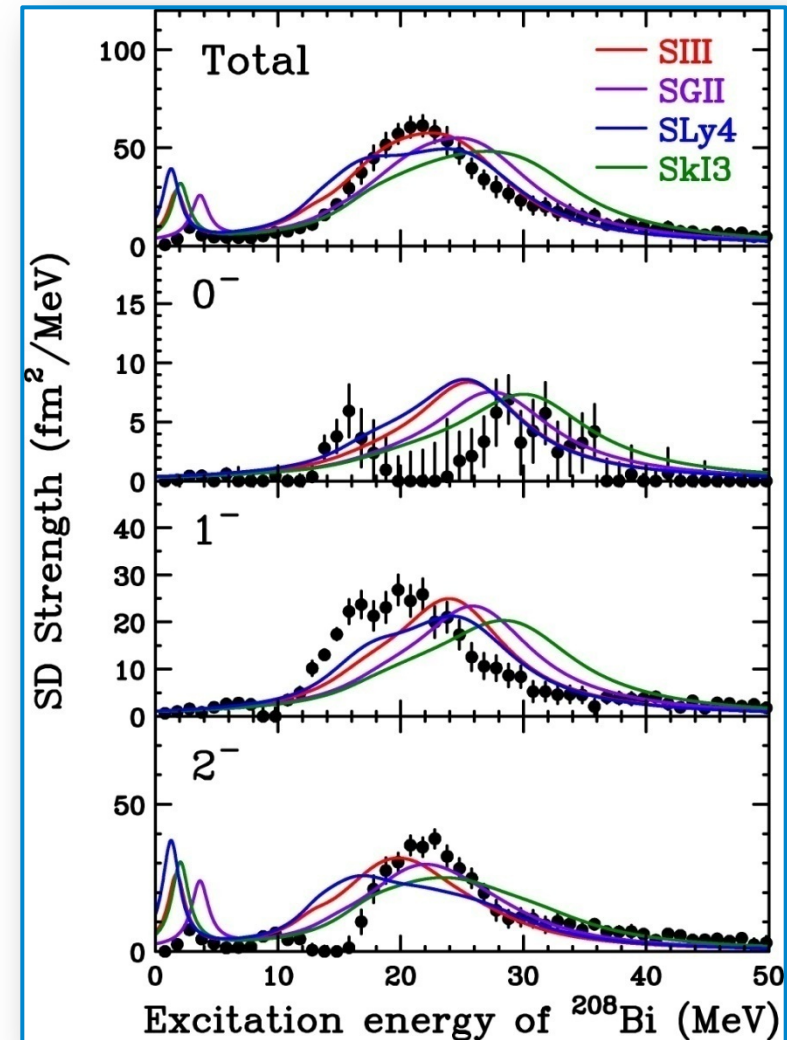 Total
SIII
SGII
SLy4
SkI3
100
50
0
0⁻
15
10
5
0
1⁻
40
30
20
10
0
2⁻
50
0
0 10 20 30 40 50
SD Strength (fm²/MeV)
Excitation energy of ²⁰⁸Bi (MeV)